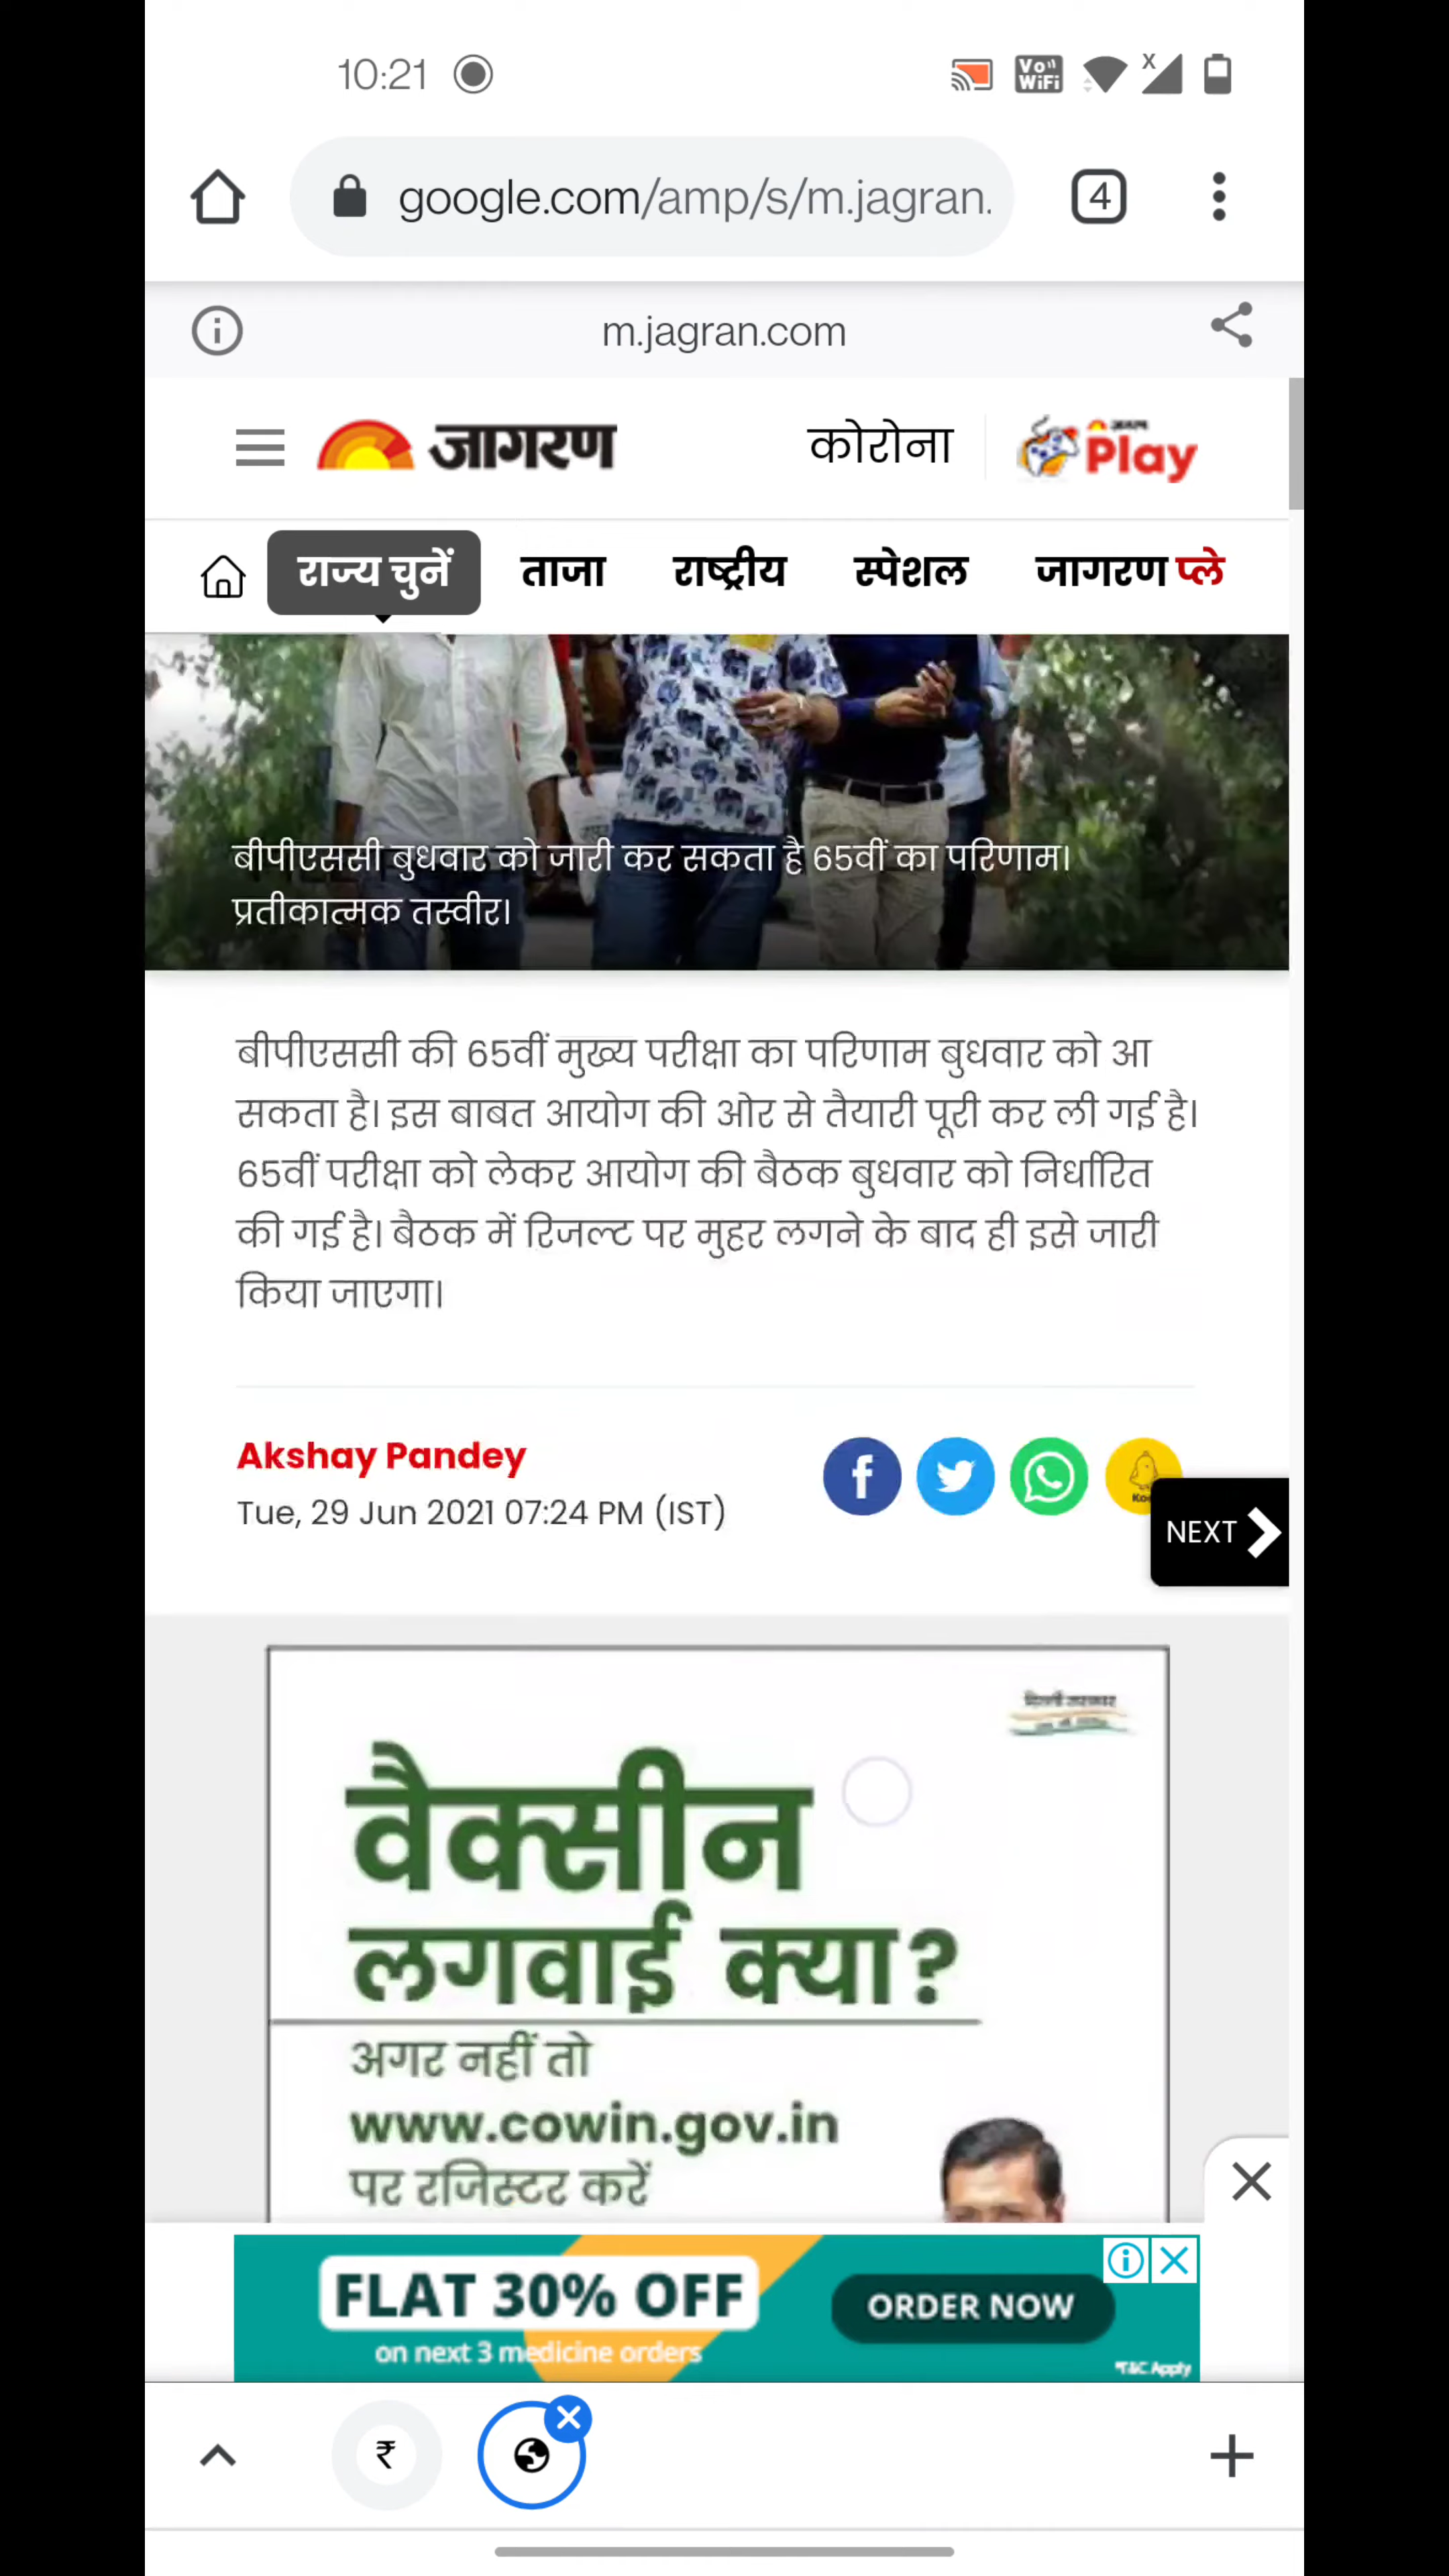 10:21
Vo
WiFi
X
google.com/amp/s/m.jagran.
4
m.jagran.com
जागरण
कोरोना
Play
राज्य चुनें
ताजा
राष्ट्रीय
स्पेशल
जागरण प्ले
बीपीएससी बुधवार को जारी कर सकता है 65वीं का परिणाम।
प्रतीकात्मक तस्वीर।
बीपीएससी की 65वीं मुख्य परीक्षा का परिणाम बुधवार को आ
सकता है। इस बाबत आयोग की ओर से तैयारी पूरी कर ली गई है।
65वीं परीक्षा को लेकर आयोग की बैठक बुधवार को निर्धारित
की गई है। बैठक में रिजल्ट पर मुहर लगने के बाद ही इसे जारी
किया जाएगा।
Akshay Pandey
Tue, 29 Jun 2021 07:24 PM (IST)
NEXT
वैक्सीन
लगवाई क्या?
अगर नहीं तो
www.cowin.gov.in
पर रजिस्टर करें
FLAT 30% OFF
on next 3 medicine orders
ORDER NOW
*T&C Apply
₹